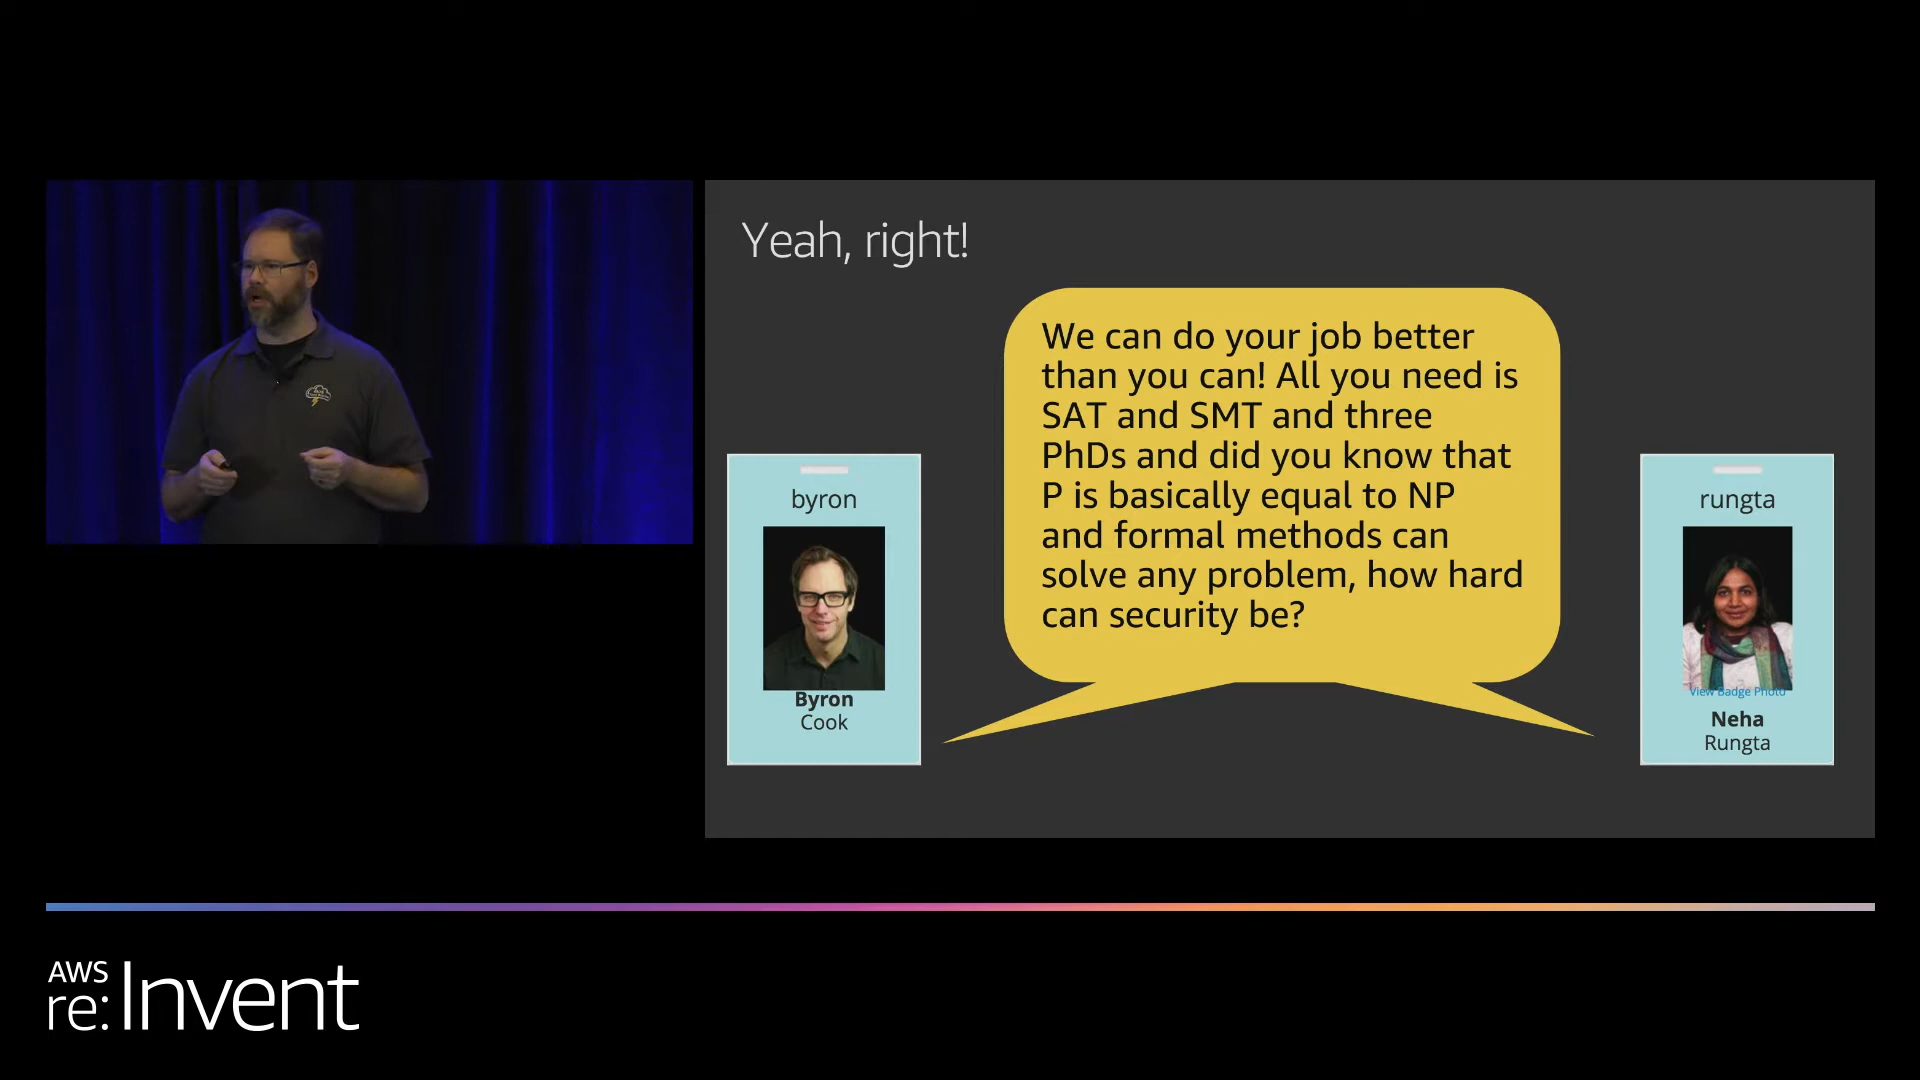 Yeah, right!
We can do your job better
than you can! All you need is
SAT and SMT and three
PhDs and did you know that
P is basically equal to NP
and formal methods can
solve any problem, how hard
can security be?
byron
Byron
Cook
rungta
View Badge Photo
Neha
Rungta
AWS
re:Invent